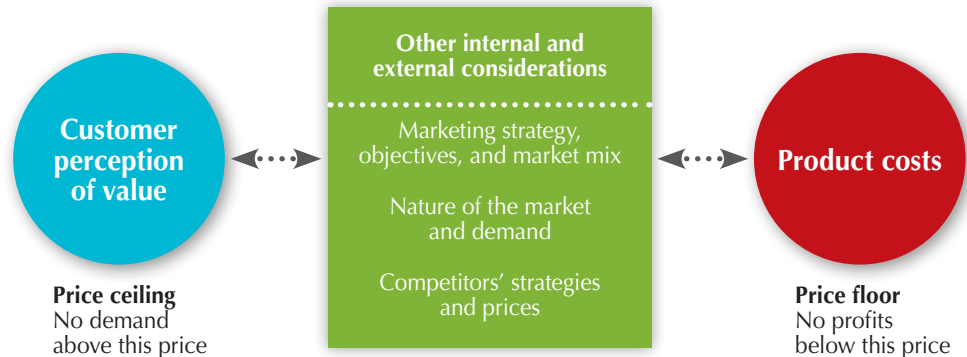 Customer
perception
of value
Price ceiling
No demand
above this price
Other internal and
external considerations
Marketing strategy,
objectives, and market mix
Nature of the market
and demand
Competitors’ strategies
and prices
Product costs
Price floor
No profits
below this price